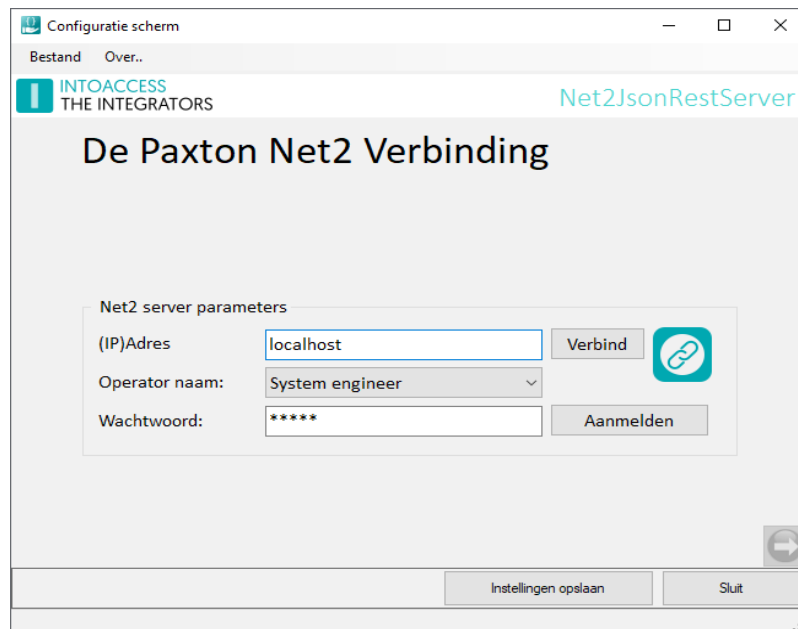 Configuratie scherm
Bestand Over..
INTOACCESS
THE INTEGRATORS
Net2JsonRestServer
De Paxton Net2 Verbinding
Net2 server parameters
(IP)Adres localhost Verbind
Operator naam: System engineer
Wachtwoord: ***** Aanmelden
Instellingen opslaan Sluit